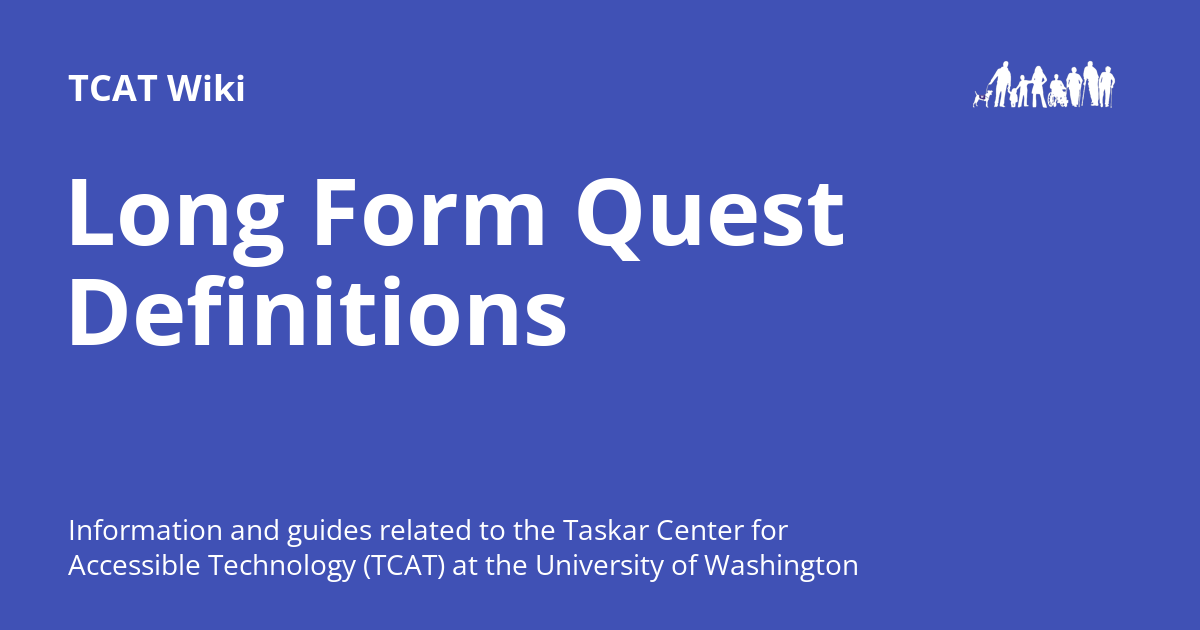 TCAT Wiki
Long Form Quest
Definitions
Information and guides related to the Taskar Center for
Accessible Technology (TCAT) at the University of Washington